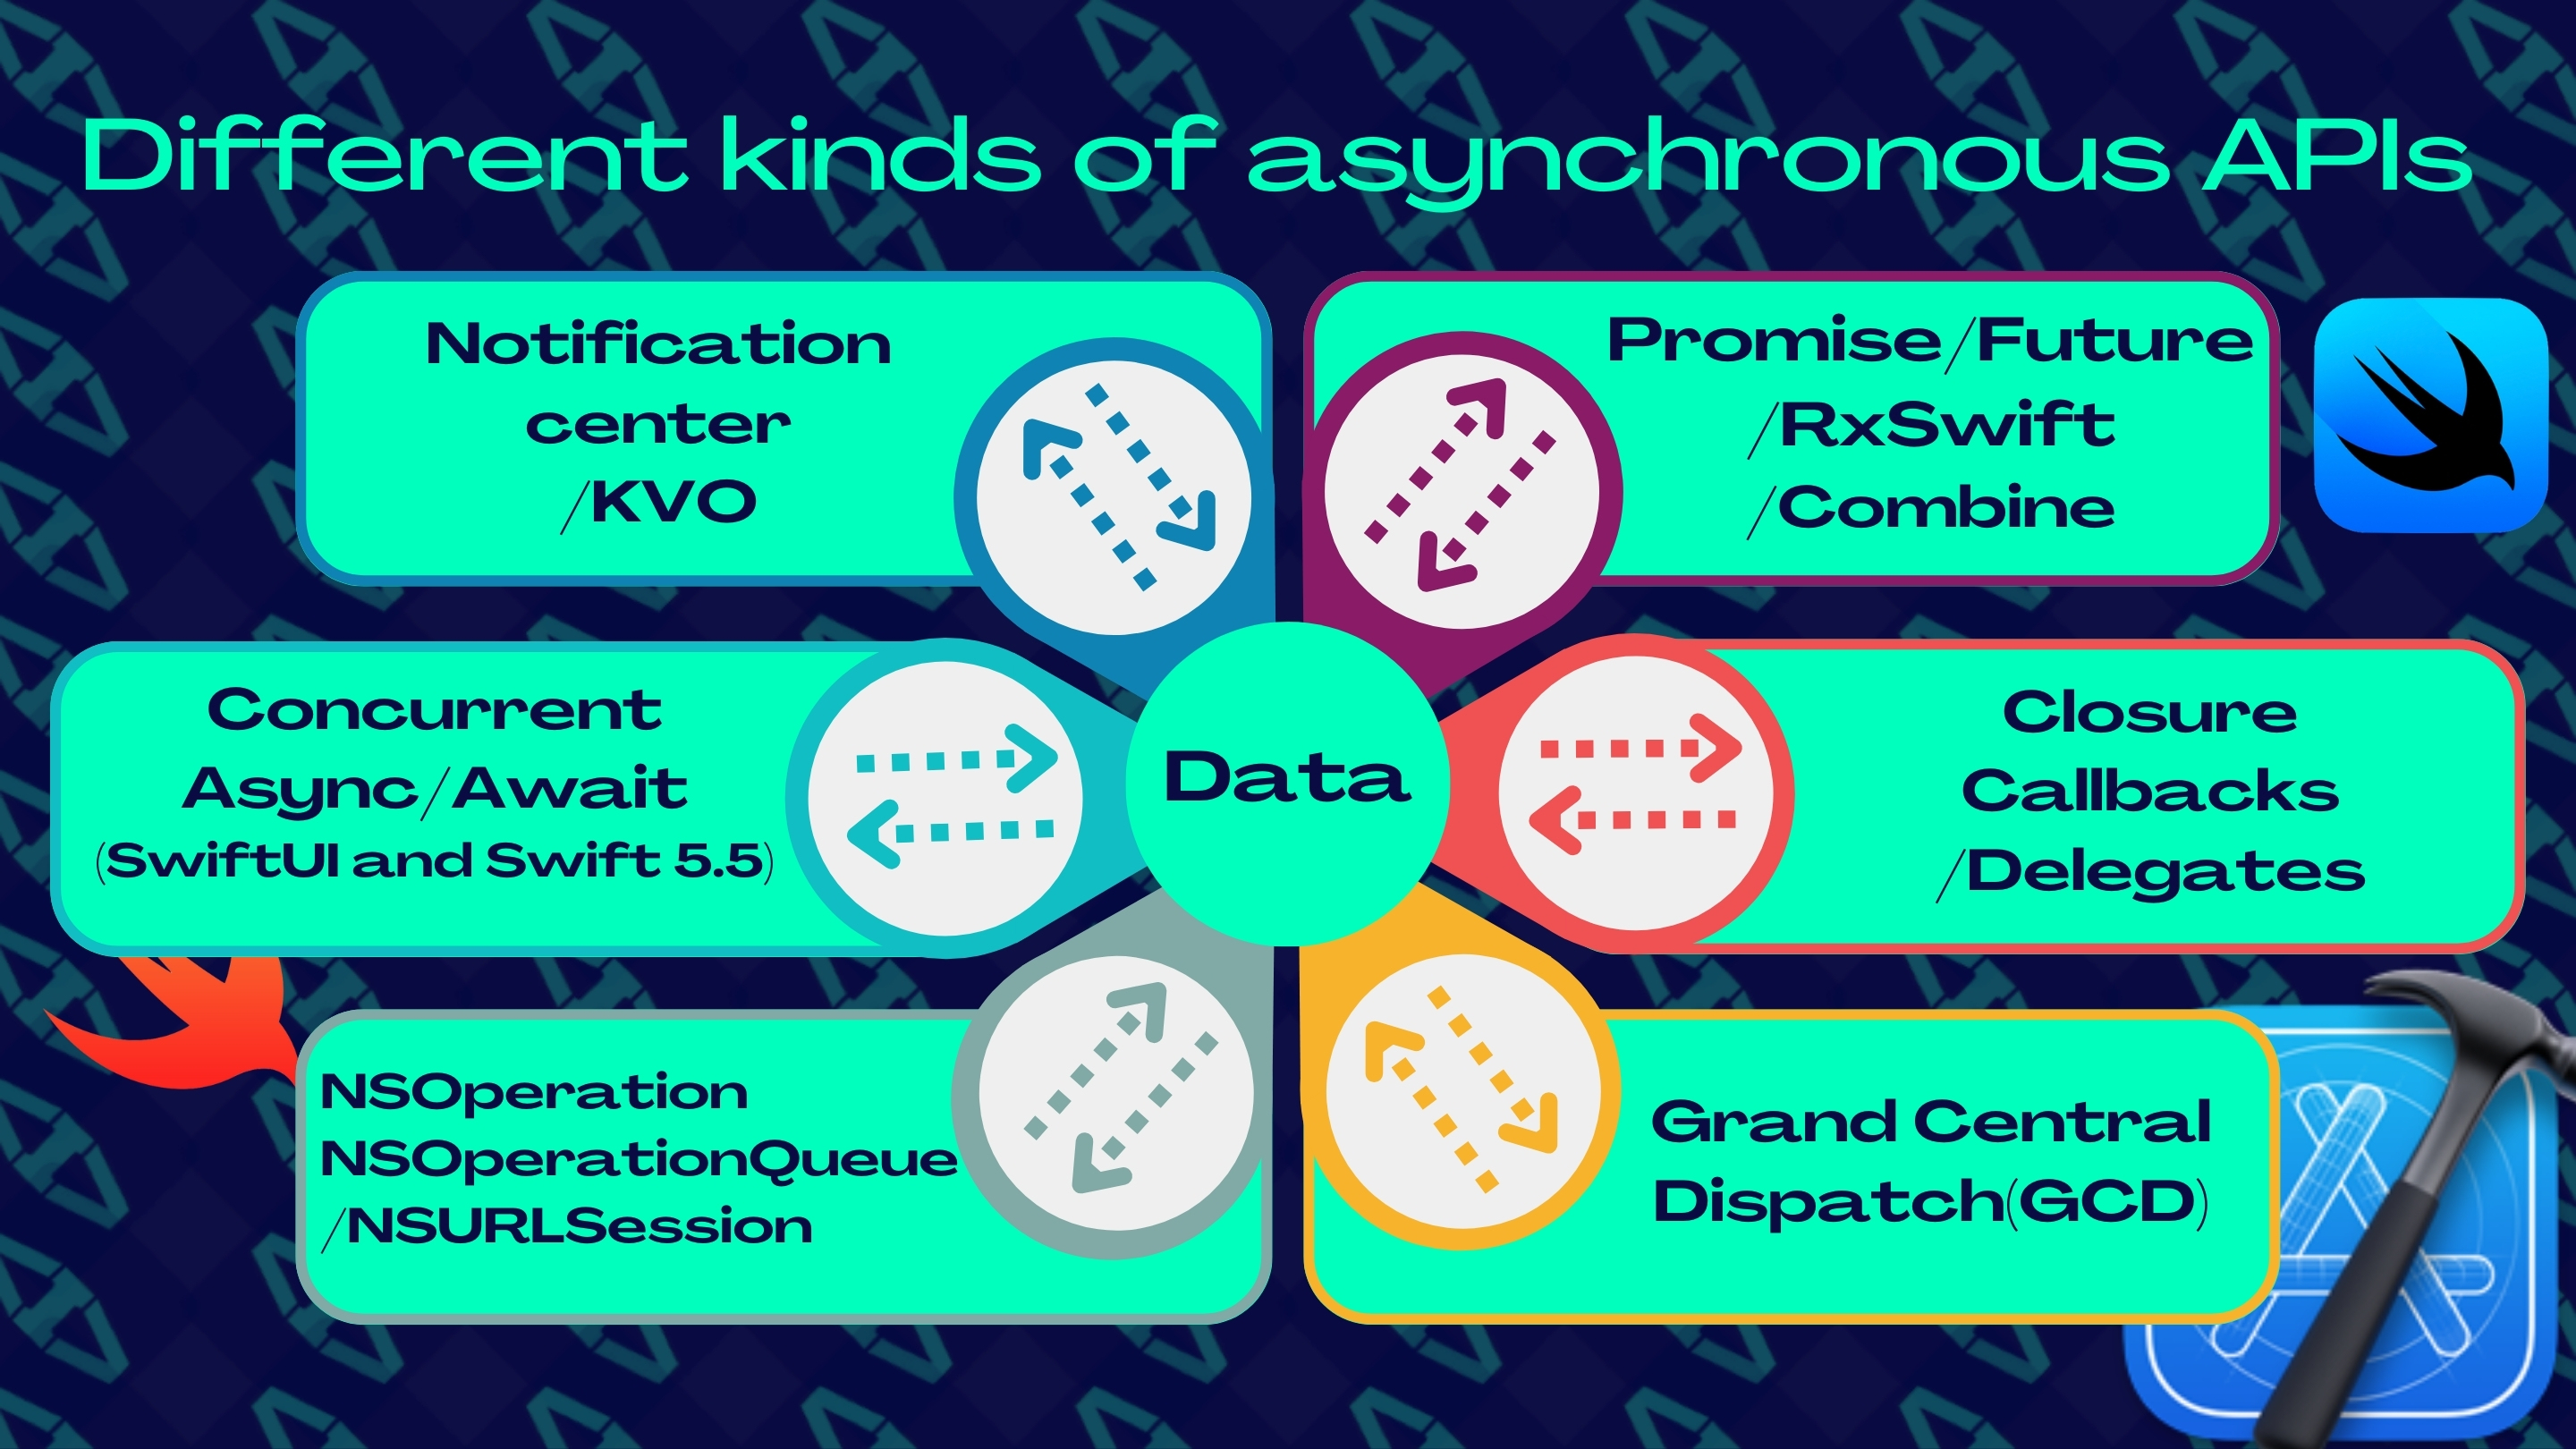 Different kinds of asynchronous APIs
Notification
center
/KVO
Promise/Future
/RxSwift
/Combine
Concurrent
Async/Await
(SwiftUI and Swift 5.5)
Data
Closure
Callbacks
/Delegates
NSOperation
NSOperationQueue
/NSURLSession
Grand Central
Dispatch(GCD)